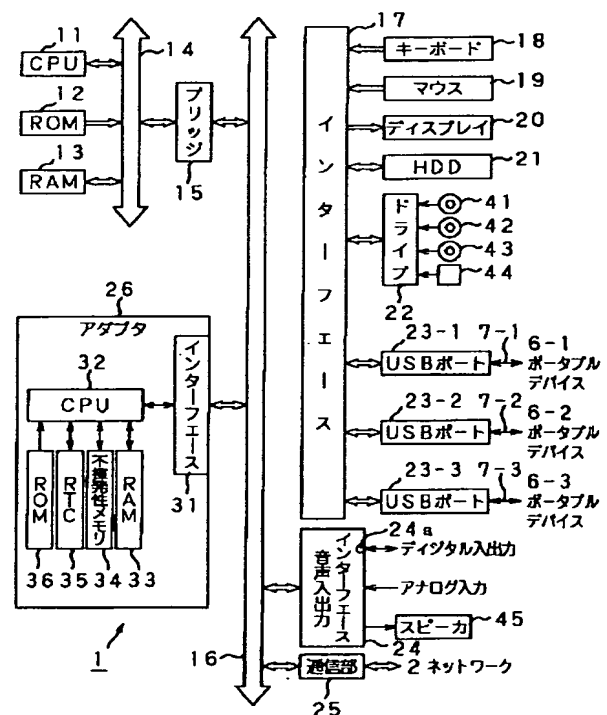 11
CPU
12
ROM
13
RAM
14
ブリッジ
15
26
アダプタ
32
CPU
インターフェース
31
ROM
RTC
不揮発性メモリ
RAM
36
35
34
33
1
16
17
インターフェース
キーボード
18
マウス
19
ディスプレイ
20
HDD
21
ドライブ
22
41
42
43
44
23-1
7-1
6-1
USBポート
ポータブル
デバイス
23-2
7-2
6-2
USBポート
ポータブル
デバイス
23-3
7-3
6-3
USBポート
ポータブル
デバイス
24a
音声入出力
インターフェース
ディジタル入出力
アナログ入力
スピーカ
45
24
通信部
2 ネットワーク
25